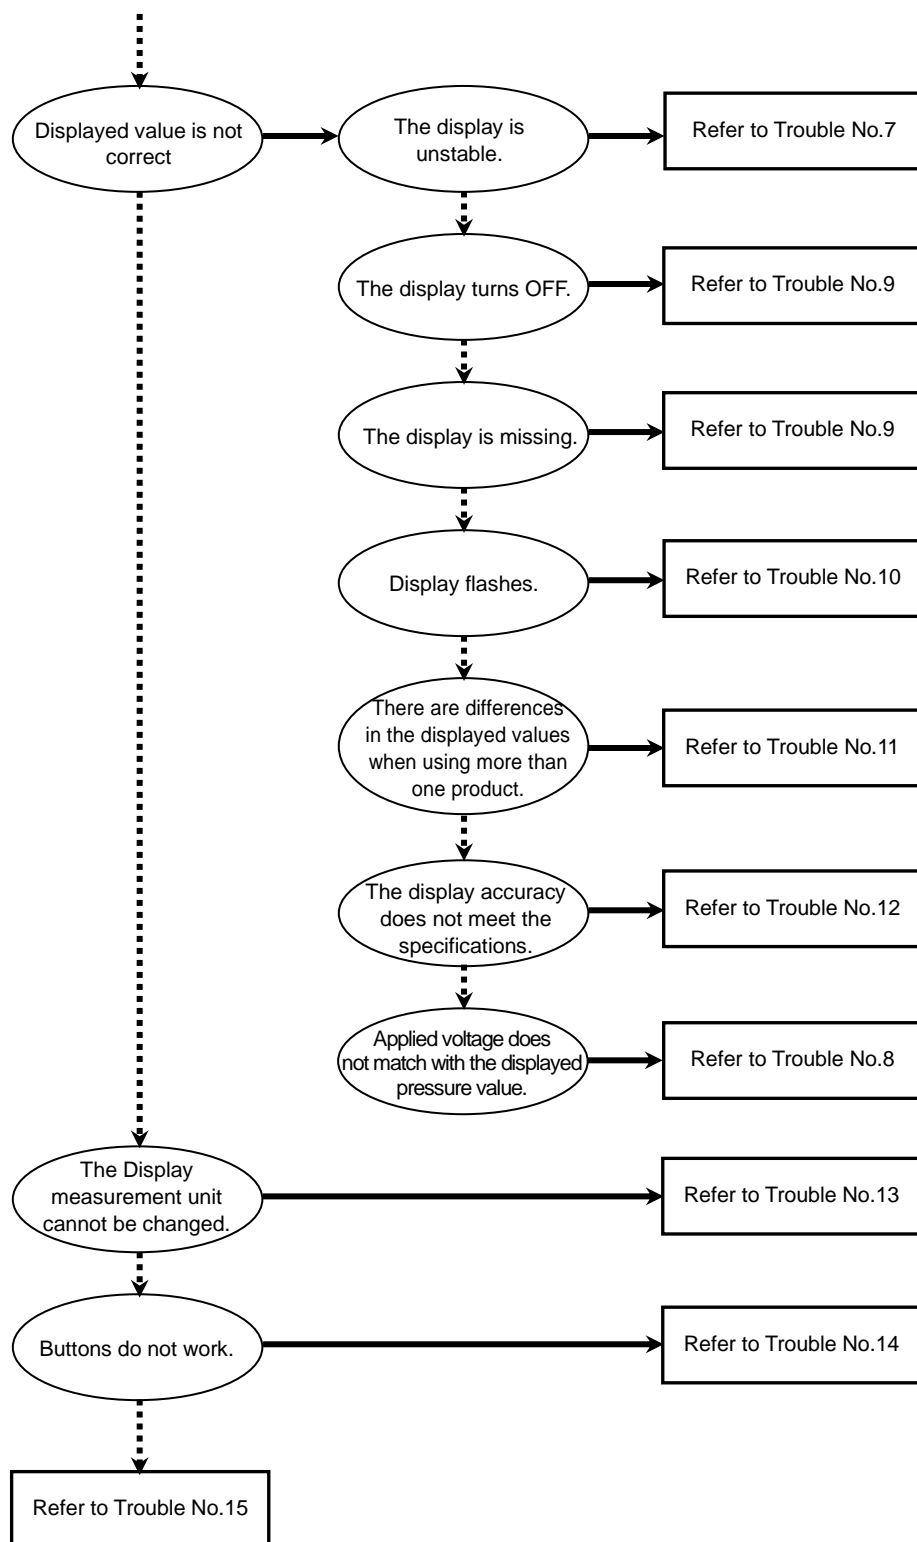 Displayed value is not
correct
The display is
unstable.
Refer to Trouble No.7
The display turns OFF.
Refer to Trouble No.9
The display is missing.
Refer to Trouble No.9
Display flashes.
Refer to Trouble No.10
There are differences
in the displayed values
when using more than
one product.
Refer to Trouble No.11
The display accuracy
does not meet the
specifications.
Refer to Trouble No.12
Applied voltage does
not match with the displayed
pressure value.
Refer to Trouble No.8
The Display
measurement unit
cannot be changed.
Refer to Trouble No.13
Buttons do not work.
Refer to Trouble No.14
Refer to Trouble No.15